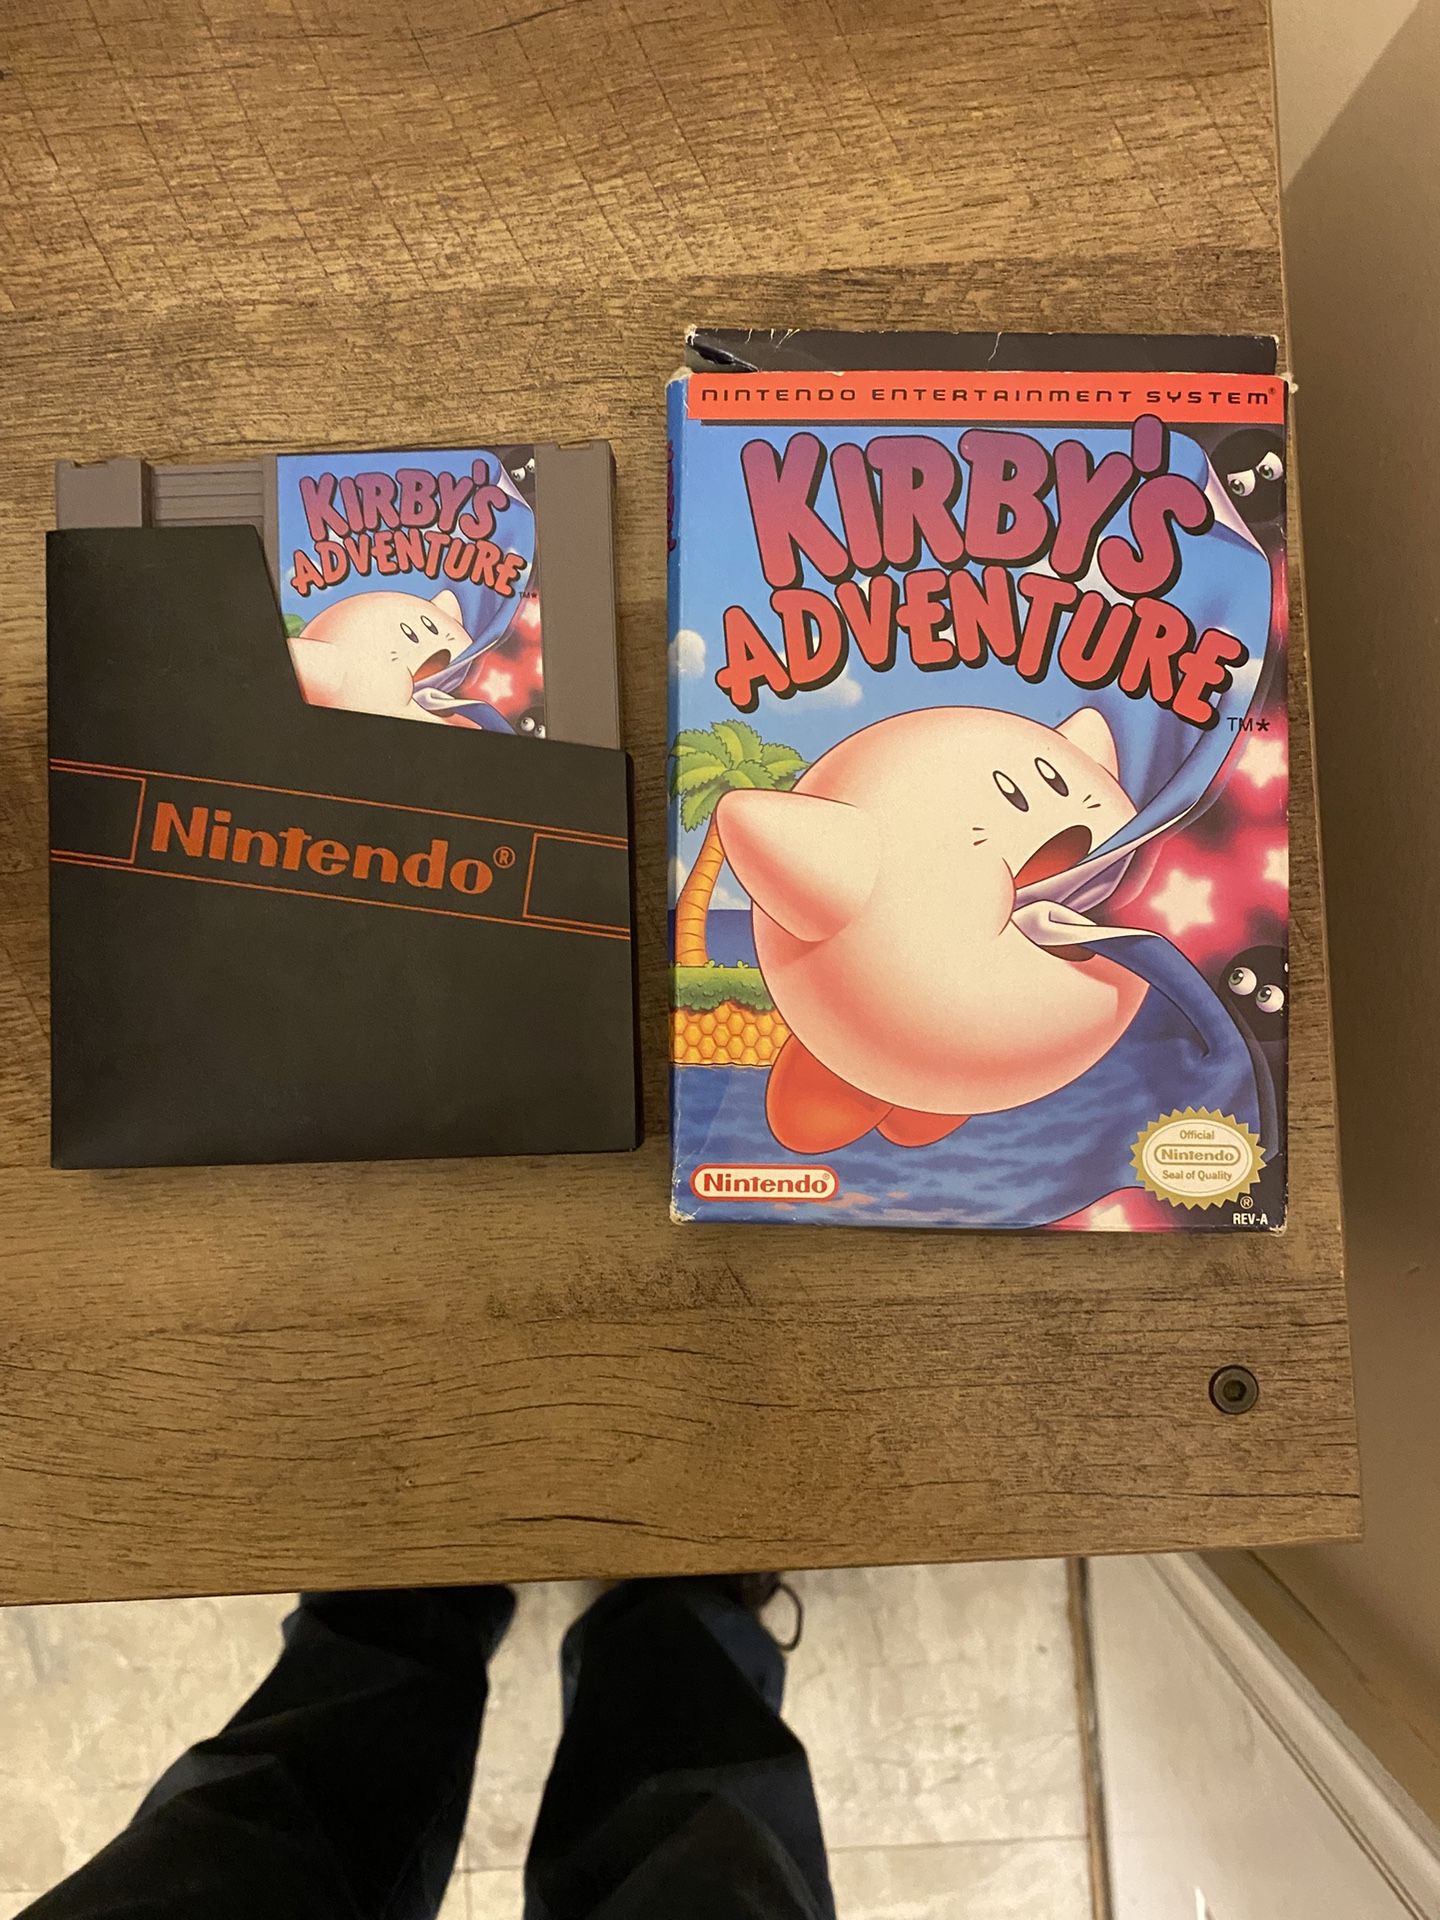 KIRBY'S
ADVENTURE
TM*
Nintendo®
NINTENDO ENTERTAINMENT SYSTEM®
KIRBY'S
ADVENTURE
TM*
Nintendo®
Official
Nintendo
Seal of Quality
®
REV-A